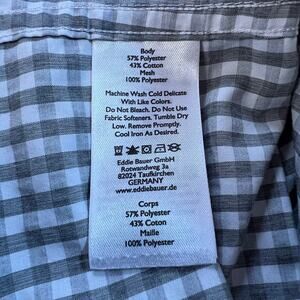 Body
57% Polyester
43% Cotton
Mesh
100% Polyester
Machine Wash Cold Delicate
With Like Colors.
Do Not Bleach. Do Not Use
Fabric Softeners. Tumble Dry
Low. Remove Promptly.
Cool Iron As Desired.
Eddie Bauer GmbH
Rotwandweg 3a
82024 Taufkirchen
GERMANY
www.eddiebauer.de
Corps
57% Polyester
43% Cotton
Maille
100% Polyester